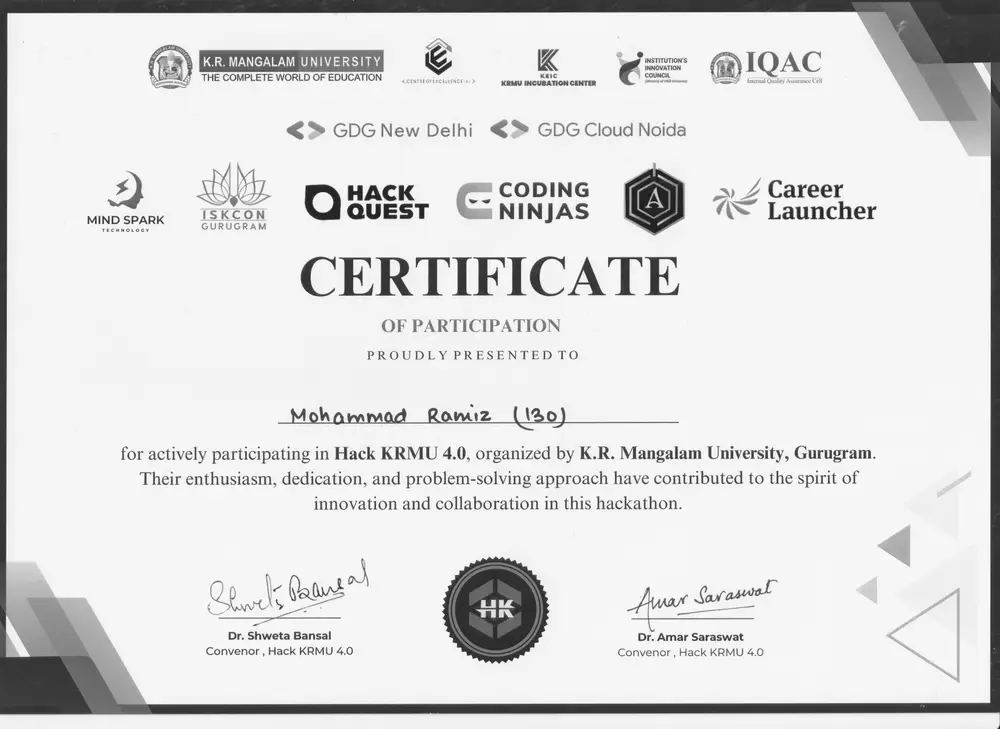 K.R. MANGALAM UNIVERSITY
THE COMPLETE WORLD OF EDUCATION
<CENTRE OF EXCELLENCE </>
KEIC
KRMU INCUBATION CENTER
INSTITUTION'S
INNOVATION
COUNCIL
IQAC
Internal Quality Assurance Cell
GDG New Delhi
GDG Cloud Noida
MIND SPARK
TECHNOLOGY
ISKCON
GURUGRAM
HACK
QUEST
CODING
NINJAS
A
Career
Launcher
CERTIFICATE
OF PARTICIPATION
PROUDLY PRESENTED TO
Mohammad Ramiz (130)
for actively participating in Hack KRMU 4.0, organized by K.R. Mangalam University, Gurugram.
Their enthusiasm, dedication, and problem-solving approach have contributed to the spirit of
innovation and collaboration in this hackathon.
Shweta Bansal
Dr. Shweta Bansal
Convenor , Hack KRMU 4.0
HK
Amar Saraswat
Dr. Amar Saraswat
Convenor , Hack KRMU 4.0